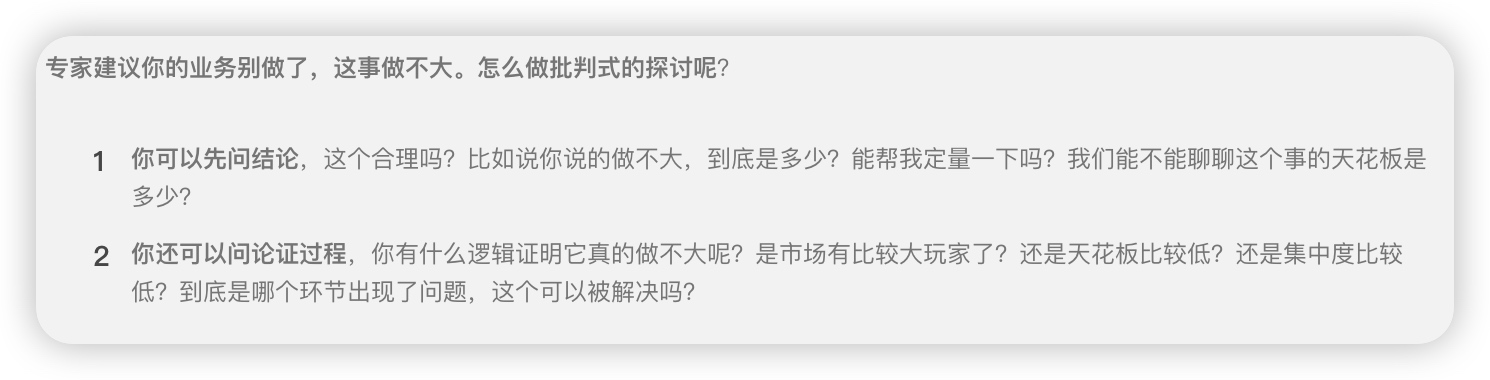 专家建议你的业务别做了，这事做不大。怎么做批判式的探讨呢？
1 你可以先问结论，这个合理吗？比如说你说的做不大，到底是多少？能帮我定量一下吗？我们能不能聊聊这个事的天花板是
多少？
2 你还可以问论证过程，你有什么逻辑证明它真的做不大呢？是市场有比较大玩家了？还是天花板比较低？还是集中度比较
低？到底是哪个环节出现了问题，这个可以被解决吗？